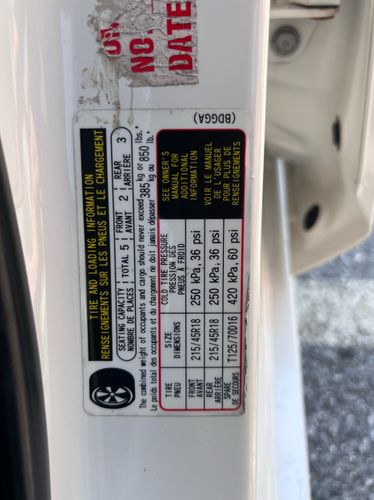 TIRE AND LOADING INFORMATION
RENSEIGNEMENTS SUR LES PNEUS ET LE CHARGEMENT
SEATING CAPACITY TOTAL 5 FRONT 2 REAR 3
NOMBRE DE PLACES AVANT ARRIÈRE
The combined weight of occupants and cargo should never exceed 385 kg or 850 lbs.
Le poids total des occupants et du chargement ne doit jamais dépasser kg ou lb.
TIRE SIZE COLD TIRE PRESSURE
PNEU DIMENSIONS PRESSION DES PNEUS À FROID
FRONT AVANT 215/45R18 250 kPa, 36 psi
REAR ARRIÈRE 215/45R18 250 kPa, 36 psi
SPARE DE SECOURS T125/70D16 420 kPa, 60 psi
SEE OWNER'S
MANUAL FOR
ADDITIONAL
INFORMATION
VOIR LE MANUEL
DE L'USAGER
POUR PLUS DE
RENSEIGNEMENTS
(BDGGA)
NO.
DATE